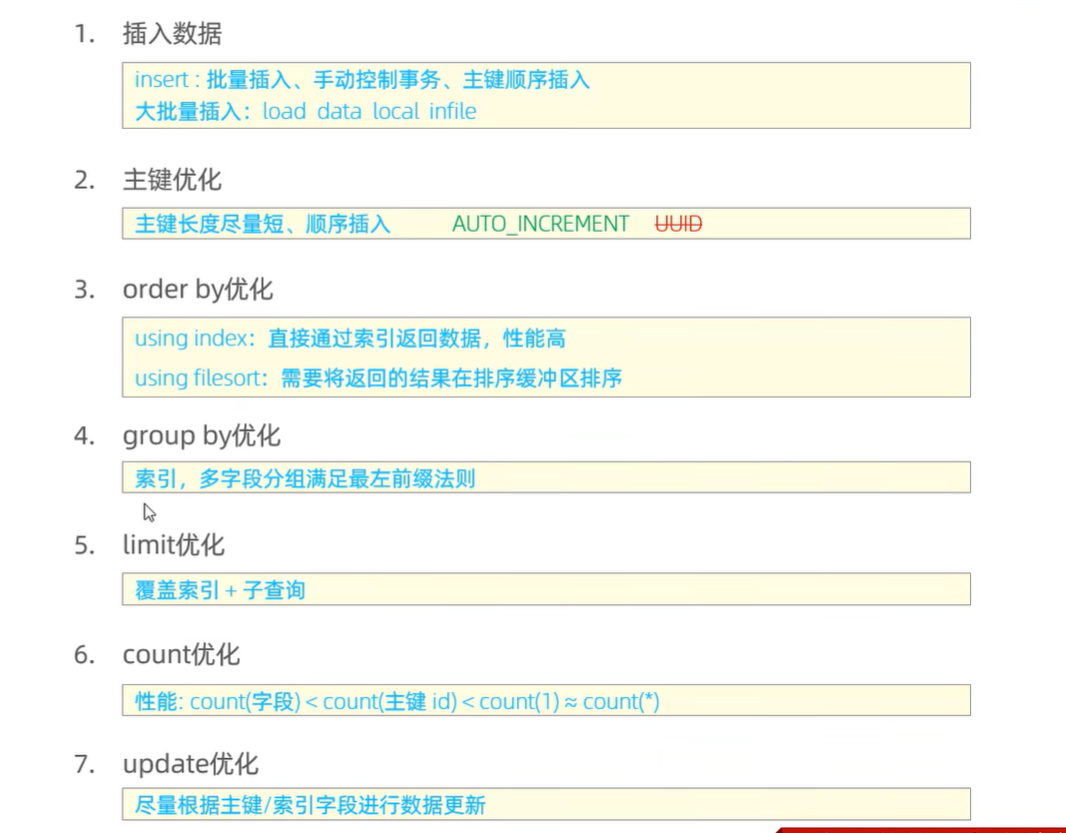 1. 插入数据
insert : 批量插入、手动控制事务、主键顺序插入
大批量插入：load data local infile
2. 主键优化
主键长度尽量短、顺序插入 AUTO_INCREMENT UUID
3. order by优化
using index：直接通过索引返回数据，性能高
using filesort：需要将返回的结果在排序缓冲区排序
4. group by优化
索引，多字段分组满足最左前缀法则
5. limit优化
覆盖索引 + 子查询
6. count优化
性能: count(字段) < count(主键 id) < count(1) ≈ count(*)
7. update优化
尽量根据主键/索引字段进行数据更新